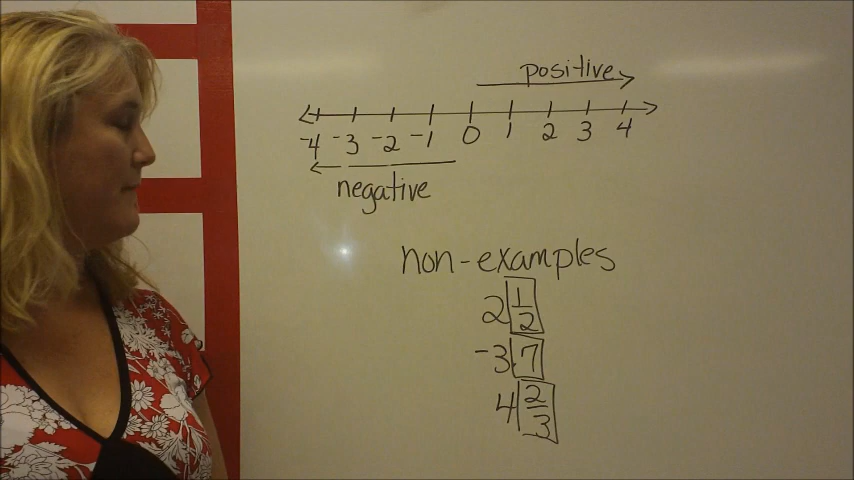 positive
-4 -3 -2 -1 0 1 2 3 4
negative
non-examples
2 1/2
-3.7
4 2/3